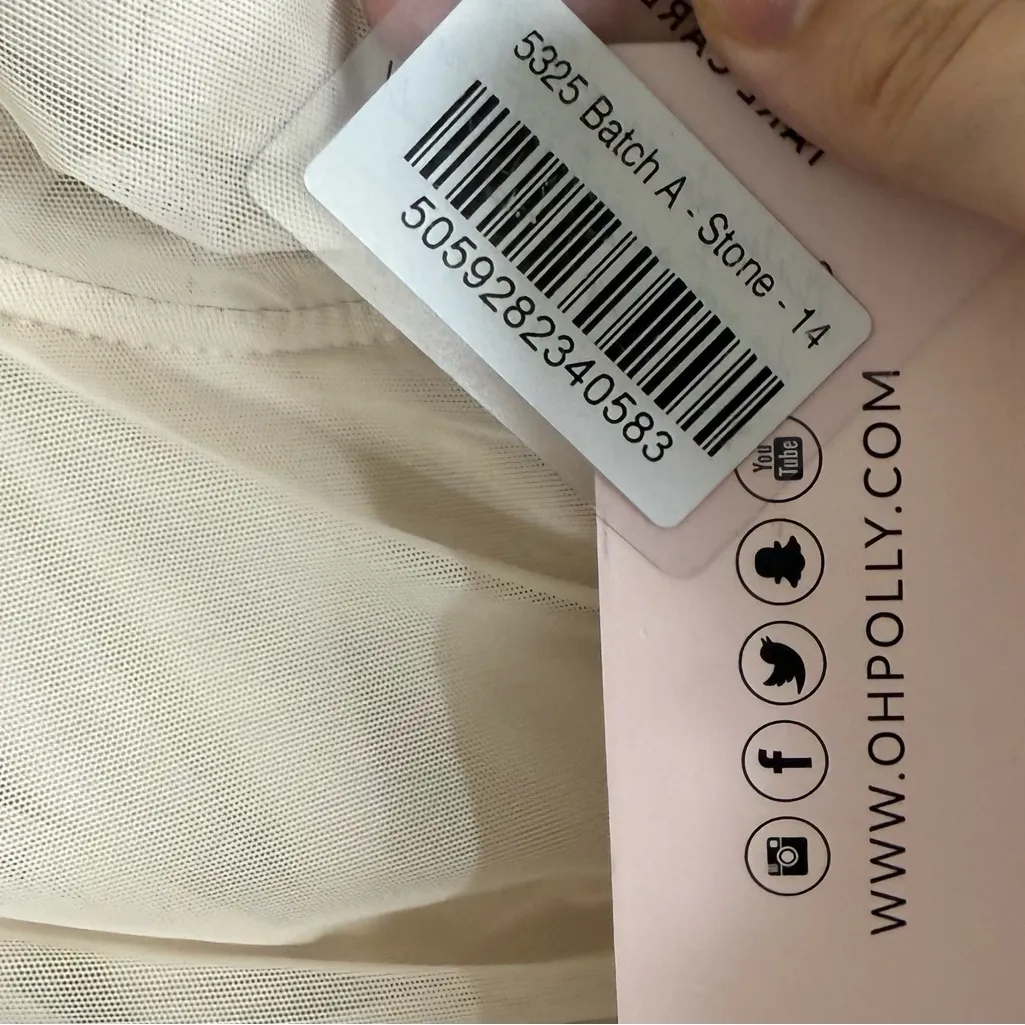 5325 Batch A - Stone - 14
5059282340583
You
Tube
WWW.OHPOLLY.COM